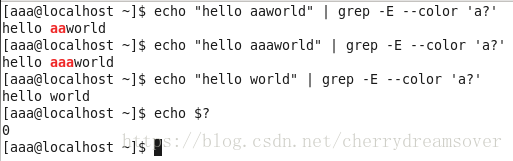 [aaa@localhost ~]$ echo "hello aaworld" | grep -E --color 'a?'
hello aaworld
[aaa@localhost ~]$ echo "hello aaaworld" | grep -E --color 'a?'
hello aaaworld
[aaa@localhost ~]$ echo "hello world" | grep -E --color 'a?'
hello world
[aaa@localhost ~]$ echo $?
0
[aaa@localhost ~]$
https://blog.csdn.net/cherrydreamsover